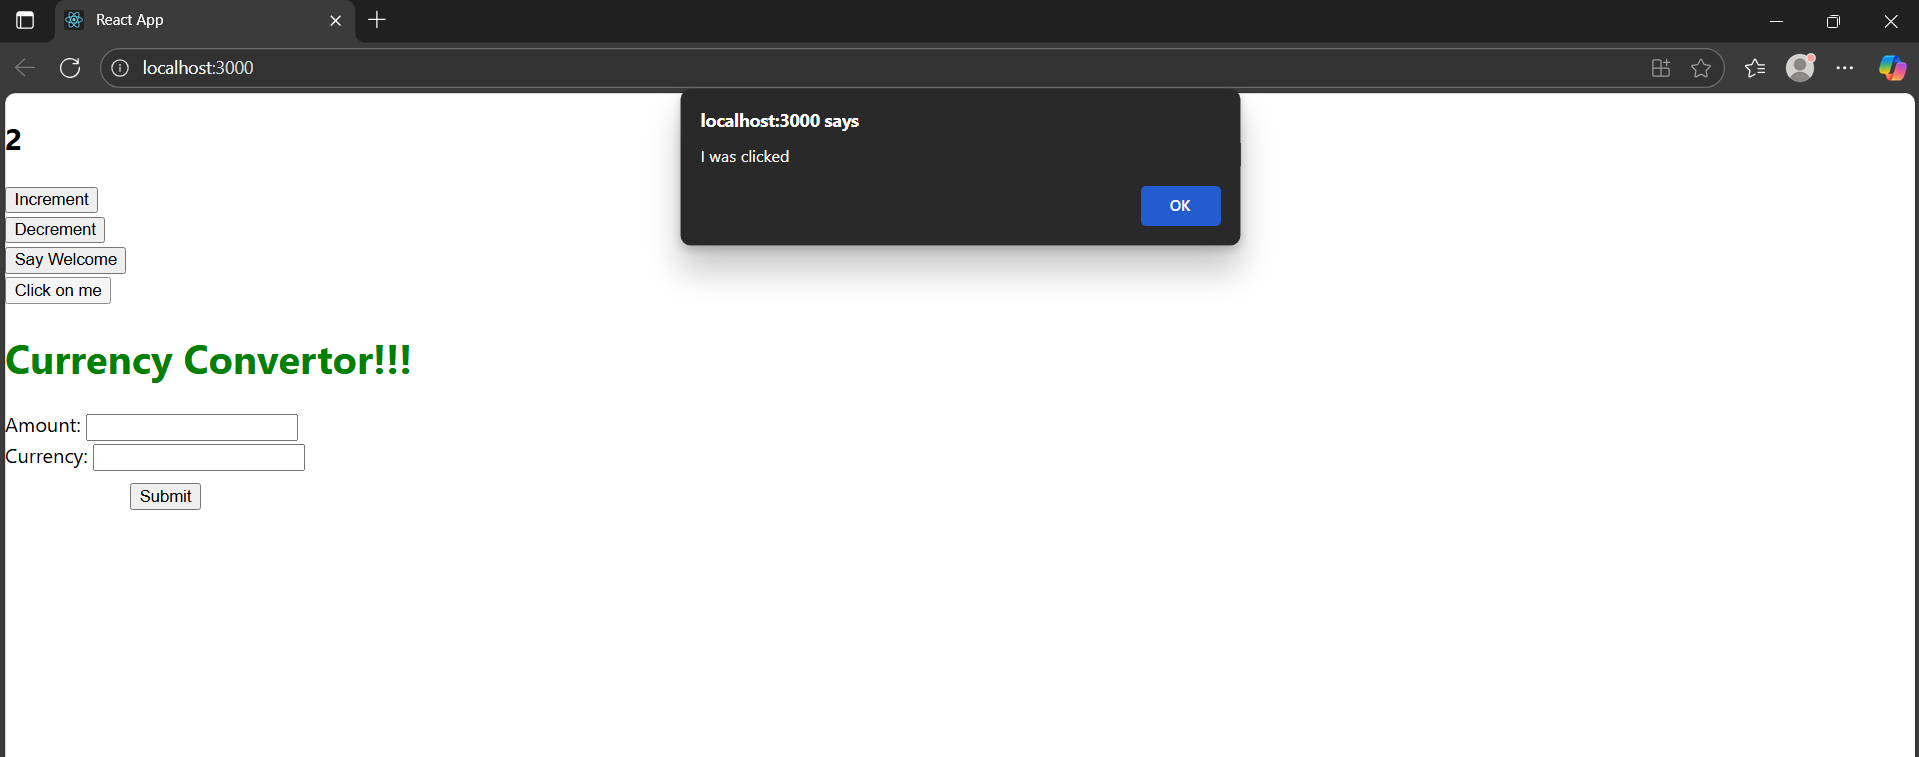 React App
localhost:3000
localhost:3000 says
I was clicked
OK
2
Increment
Decrement
Say Welcome
Click on me
Currency Convertor!!!
Amount:
Currency:
Submit